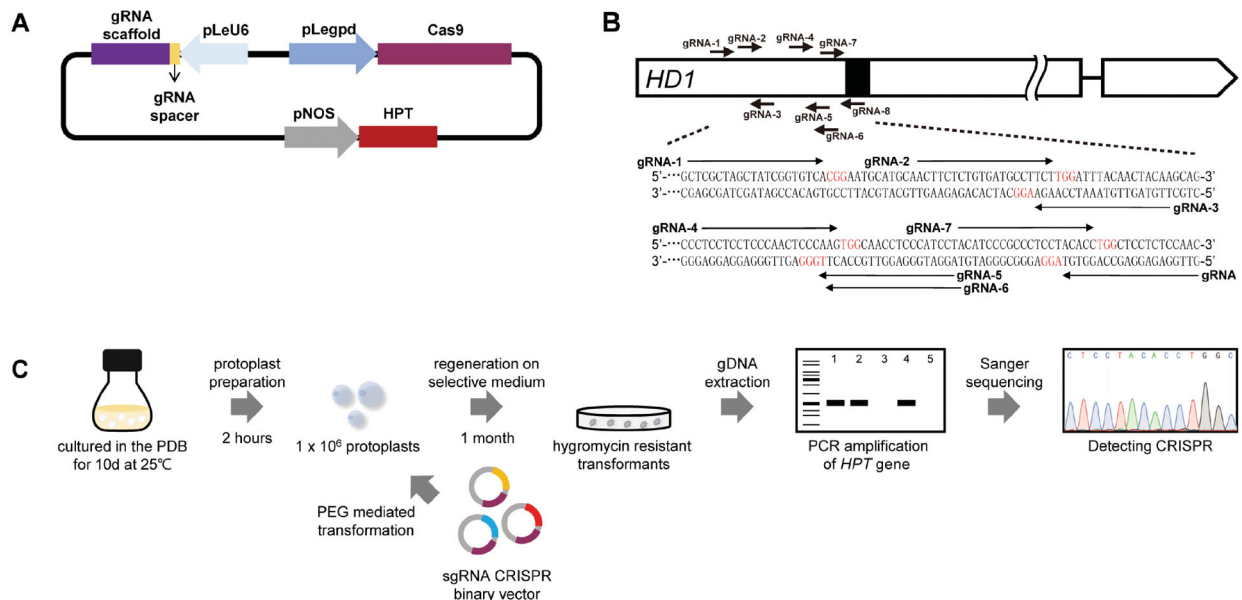 A
gRNA
scaffold
pLeU6
pLegpd
Cas9
gRNA
spacer
pNOS
HPT
B
gRNA-1
gRNA-2
gRNA-4
gRNA-7
HD1
gRNA-3
gRNA-5
gRNA-6
gRNA-8
gRNA-1
gRNA-2
5'-···GCTCGCTAGCTATCGGTGTCACGGAATGCATGCAACTTCTCTGTGATGCCTTCTTGGATTTACAACTACAAGCAG-3'
3'-···CGAGCGATCGATAGCCACAGTGCCTTACGTACGTTGAAGAGACACTACGGAAGAACCTAAATGTTGATGTTCGTC-5'
gRNA-3
gRNA-4
gRNA-7
5'-···CCCTCCTCCTCCCAACTCCCAAGTGGCAACCTCCCATCCTACATCCCGCCCTCCTACACCTGGCTCCTCTCCAAC-3'
3'-···GGGAGGAGGAGGGTTGAGGGTTCACCGTTGGAGGGTAGGATGTAGGGCGGGAGGATGTGGACCGAGGAGAGGTTG-5'
gRNA-5
gRNA
gRNA-6
C
cultured in the PDB
for 10d at 25℃
protoplast
preparation
2 hours
1 x 10⁶ protoplasts
regeneration on
selective medium
1 month
PEG mediated
transformation
sgRNA CRISPR
binary vector
hygromycin resistant
transformants
gDNA
extraction
1 2 3 4 5
PCR amplification
of HPT gene
Sanger
sequencing
C T C C T A C A C C T G G C
Detecting CRISPR